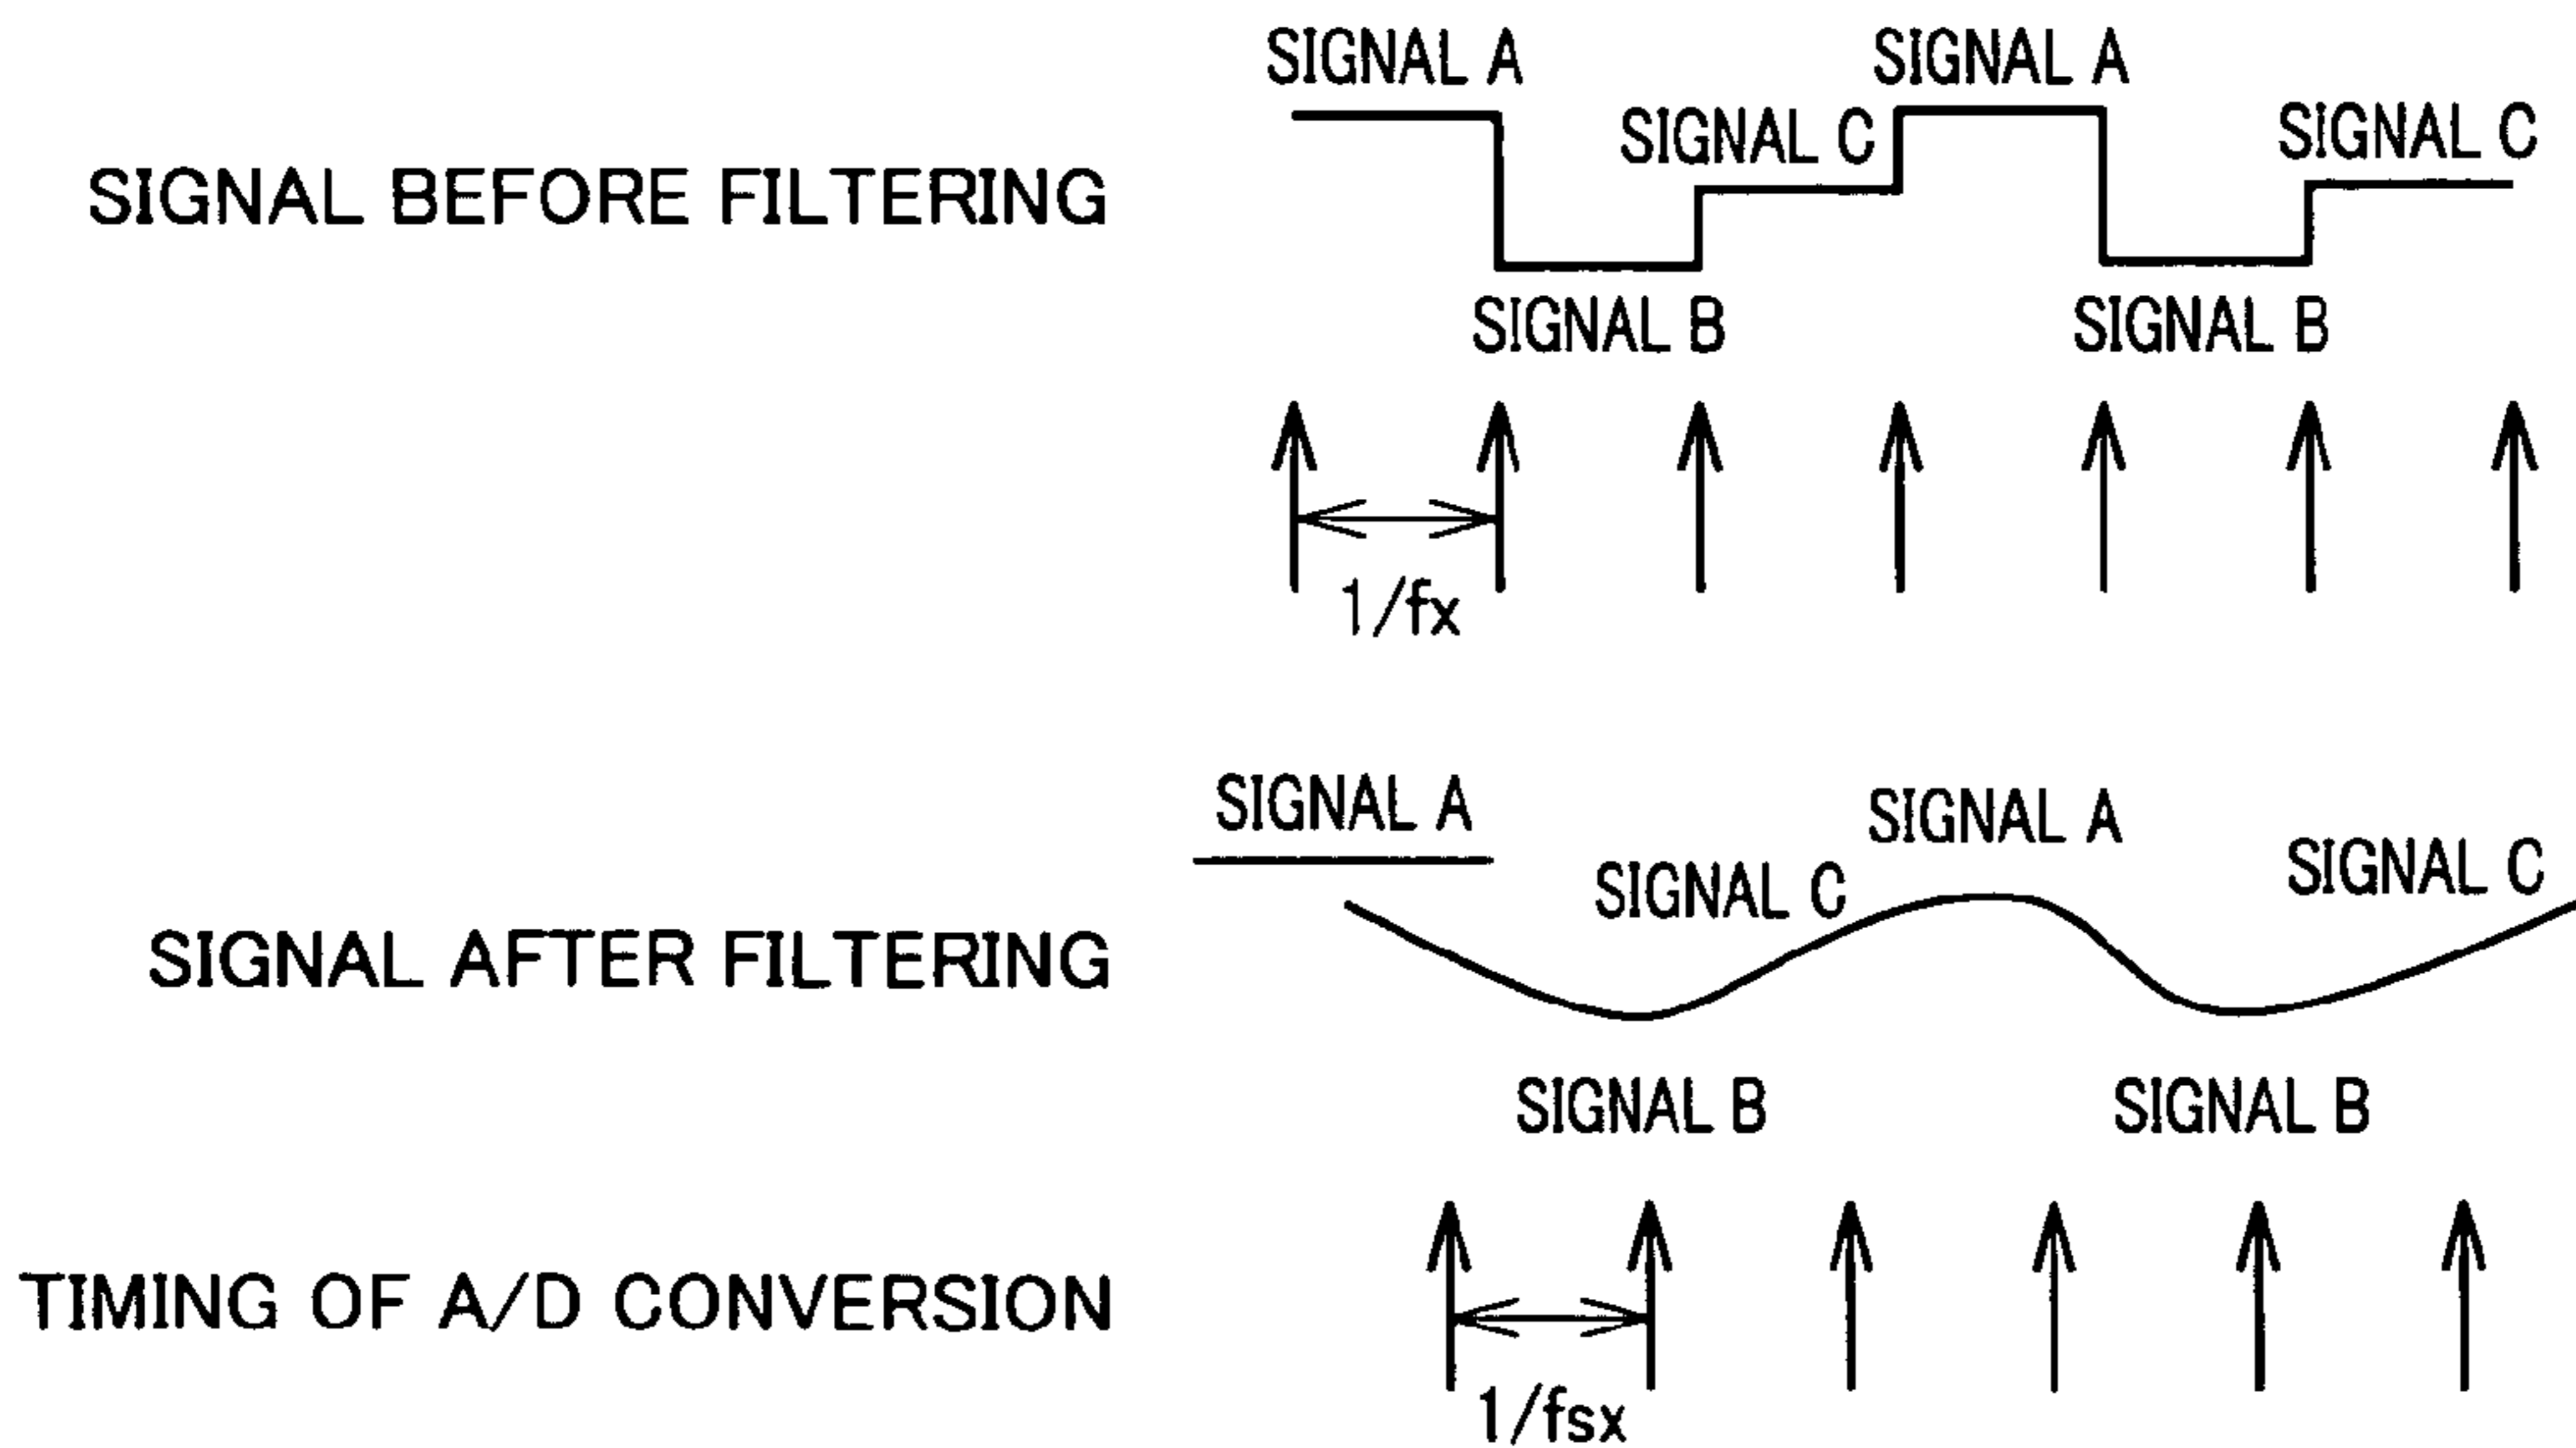 SIGNAL A
SIGNAL A
SIGNAL C
SIGNAL C
SIGNAL BEFORE FILTERING
SIGNAL B
SIGNAL B
1/fx
SIGNAL A
SIGNAL A
SIGNAL C
SIGNAL C
SIGNAL AFTER FILTERING
SIGNAL B
SIGNAL B
TIMING OF A/D CONVERSION
1/fsx